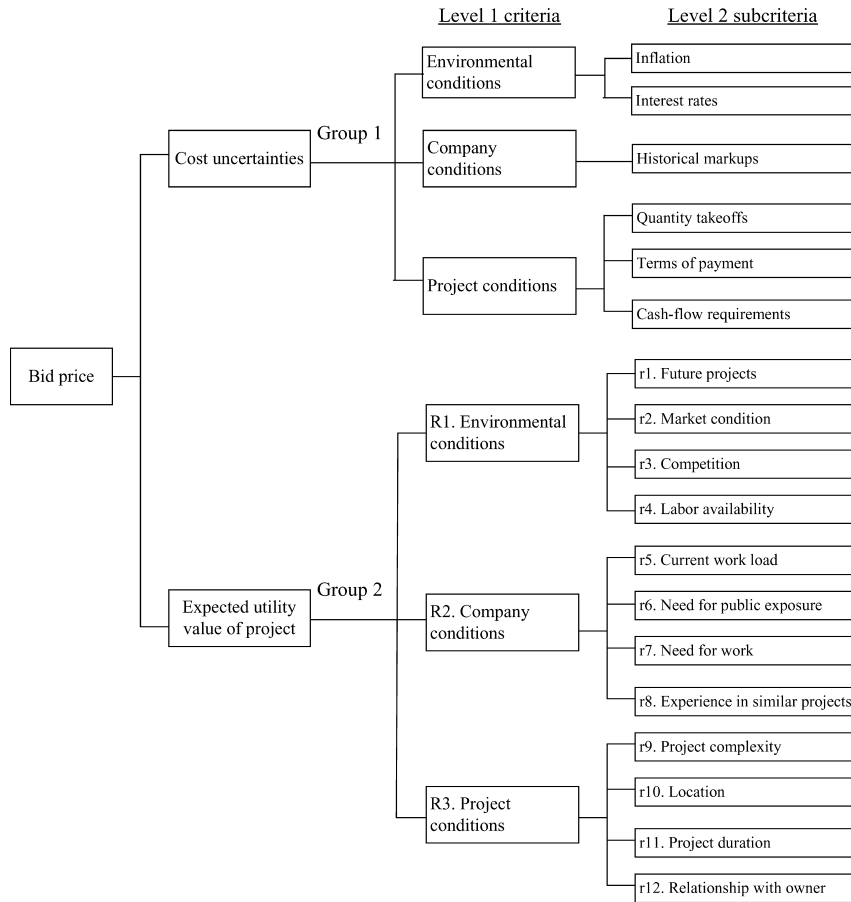 Level 1 criteria
Level 2 subcriteria
Environmental
conditions
Inflation
Interest rates
Group 1
Cost uncertainties
Company
conditions
Historical markups
Quantity takeoffs
Project conditions
Terms of payment
Cash-flow requirements
Bid price
r1. Future projects
R1. Environmental
conditions
r2. Market condition
r3. Competition
r4. Labor availability
Group 2
Expected utility
value of project
R2. Company
conditions
r5. Current work load
r6. Need for public exposure
r7. Need for work
r8. Experience in similar projects
R3. Project
conditions
r9. Project complexity
r10. Location
r11. Project duration
r12. Relationship with owner